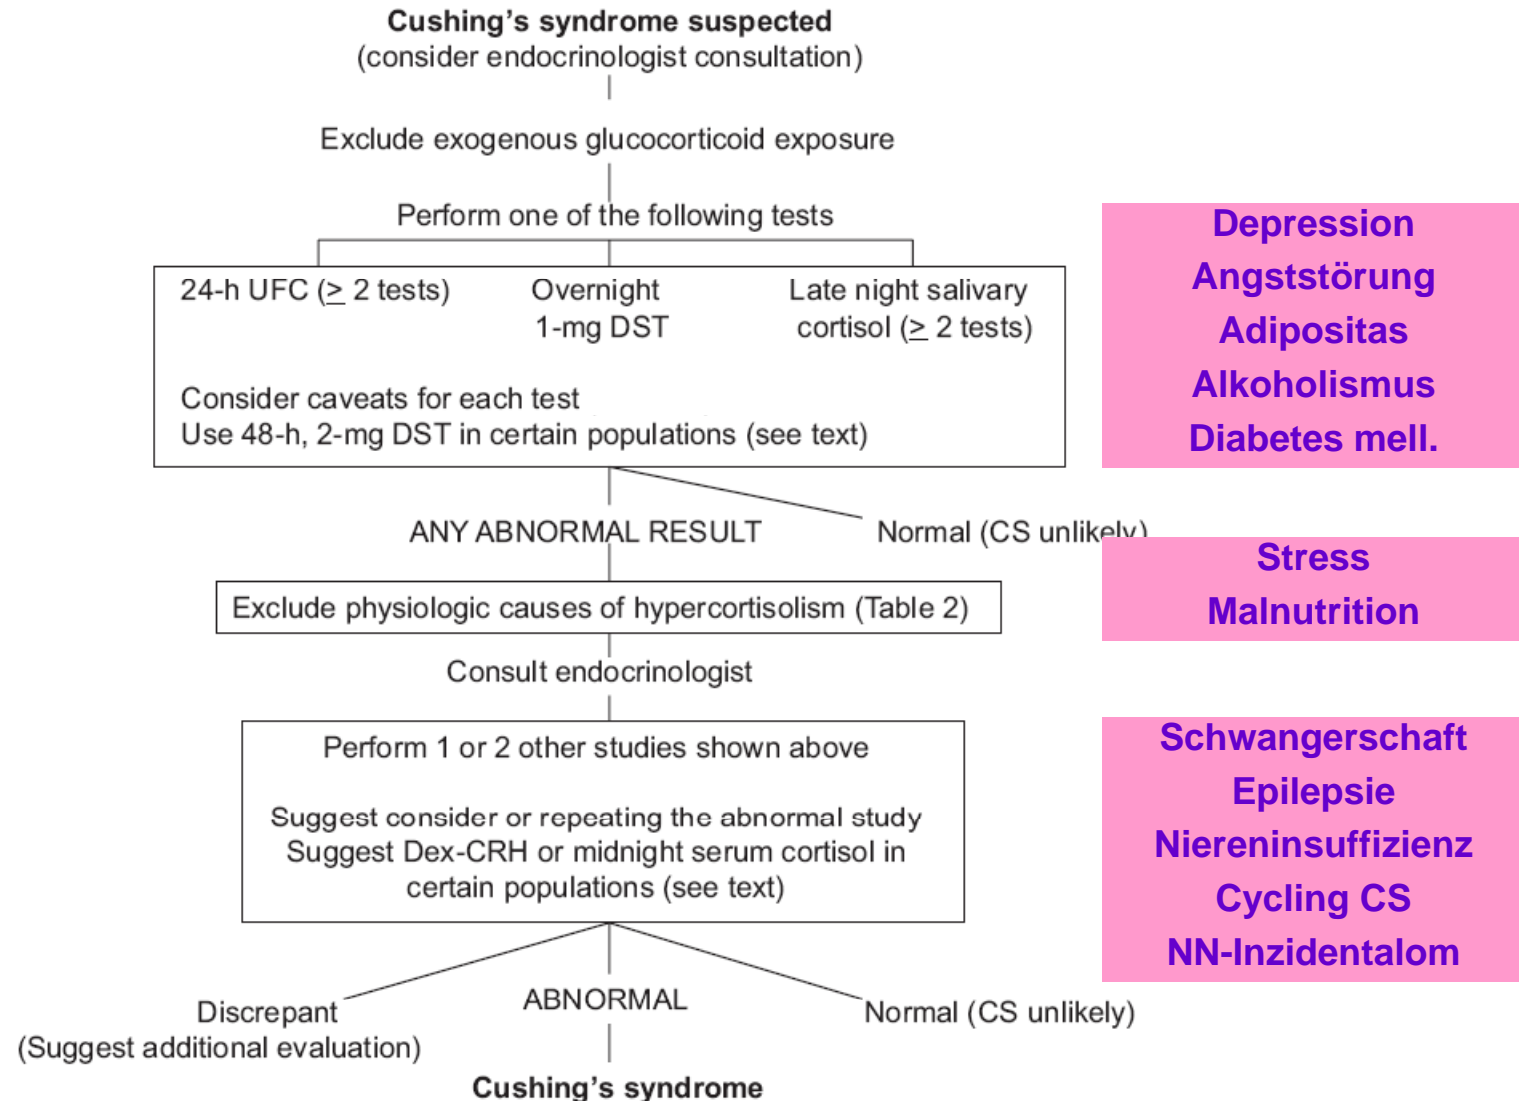 Cushing's syndrome suspected
(consider endocrinologist consultation)
Exclude exogenous glucocorticoid exposure
Perform one of the following tests
24-h UFC (≥ 2 tests)
Overnight
1-mg DST
Late night salivary
cortisol (≥ 2 tests)
Consider caveats for each test
Use 48-h, 2-mg DST in certain populations (see text)
ANY ABNORMAL RESULT
Normal (CS unlikely)
Exclude physiologic causes of hypercortisolism (Table 2)
Consult endocrinologist
Perform 1 or 2 other studies shown above
Suggest consider or repeating the abnormal study
Suggest Dex-CRH or midnight serum cortisol in
certain populations (see text)
Discrepant
(Suggest additional evaluation)
ABNORMAL
Normal (CS unlikely)
Cushing's syndrome
Depression
Angststörung
Adipositas
Alkoholismus
Diabetes mell.
Stress
Malnutrition
Schwangerschaft
Epilepsie
Niereninsuffizienz
Cycling CS
NN-Inzidentalom